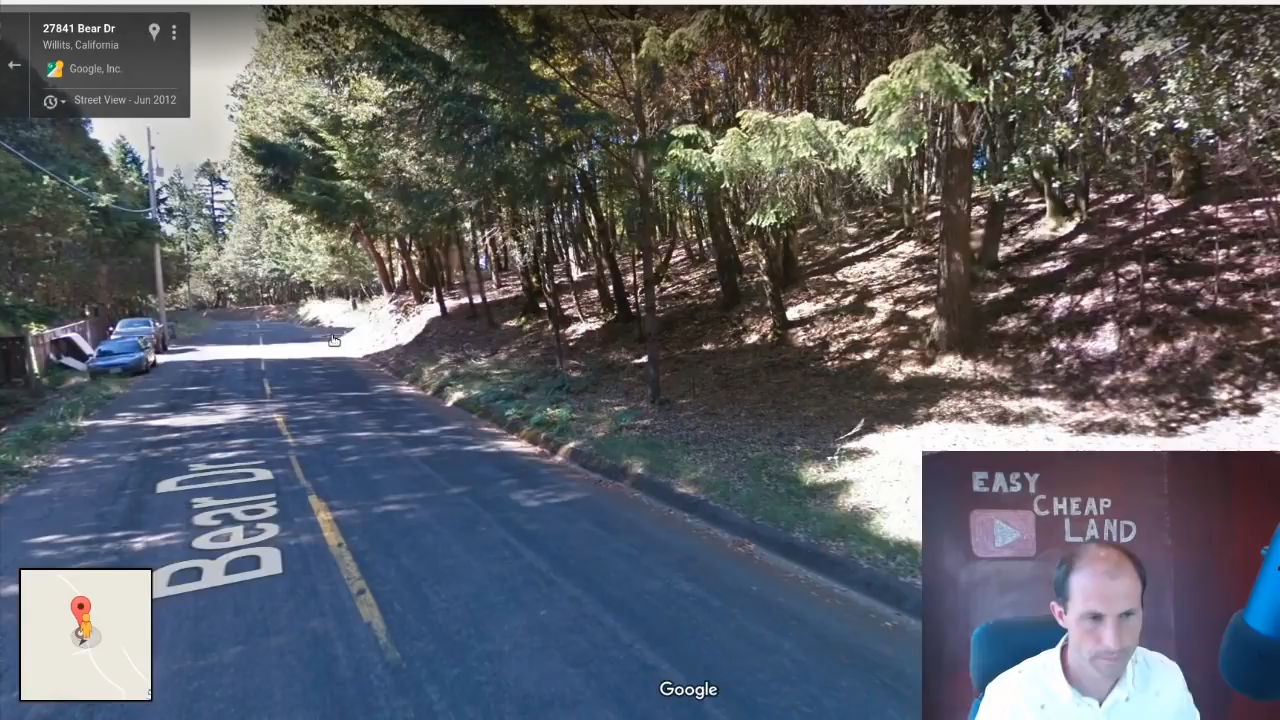 27841 Bear Dr
Willits, California
Google, Inc.
Street View - Jun 2012
Bear Dr
EASY
CHEAP
LAND
Google